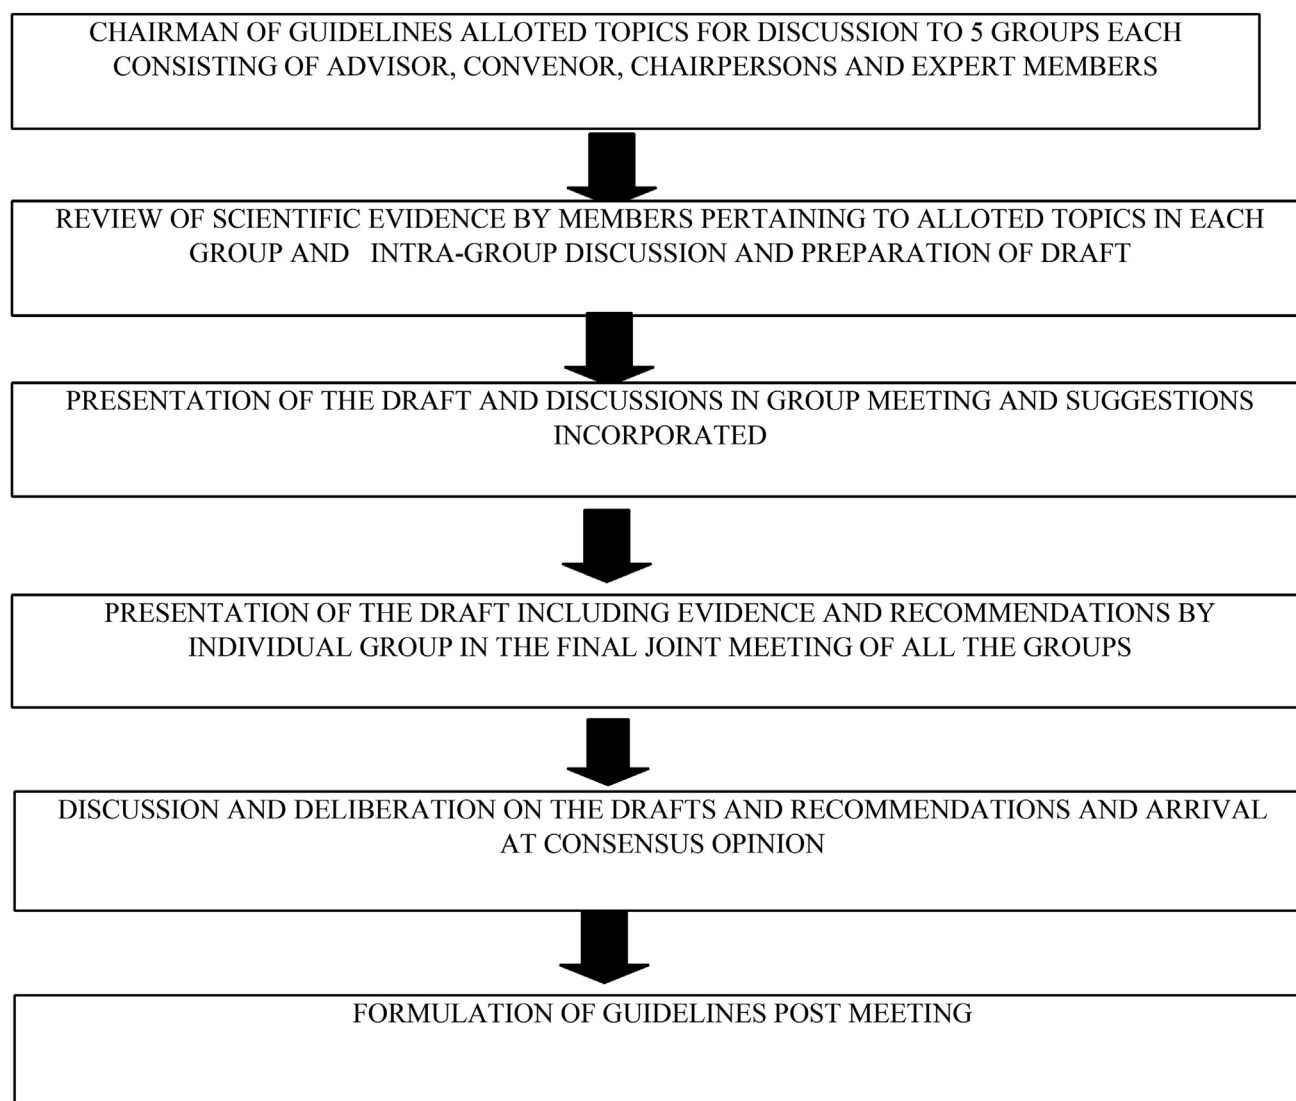 CHAIRMAN OF GUIDELINES ALLOTED TOPICS FOR DISCUSSION TO 5 GROUPS EACH
CONSISTING OF ADVISOR, CONVENOR, CHAIRPERSONS AND EXPERT MEMBERS
REVIEW OF SCIENTIFIC EVIDENCE BY MEMBERS PERTAINING TO ALLOTED TOPICS IN EACH
GROUP AND   INTRA-GROUP DISCUSSION AND PREPARATION OF DRAFT
PRESENTATION OF THE DRAFT AND DISCUSSIONS IN GROUP MEETING AND SUGGESTIONS
INCORPORATED
PRESENTATION OF THE DRAFT INCLUDING EVIDENCE AND RECOMMENDATIONS BY
INDIVIDUAL GROUP IN THE FINAL JOINT MEETING OF ALL THE GROUPS
DISCUSSION AND DELIBERATION ON THE DRAFTS AND RECOMMENDATIONS AND ARRIVAL
AT CONSENSUS OPINION
FORMULATION OF GUIDELINES POST MEETING